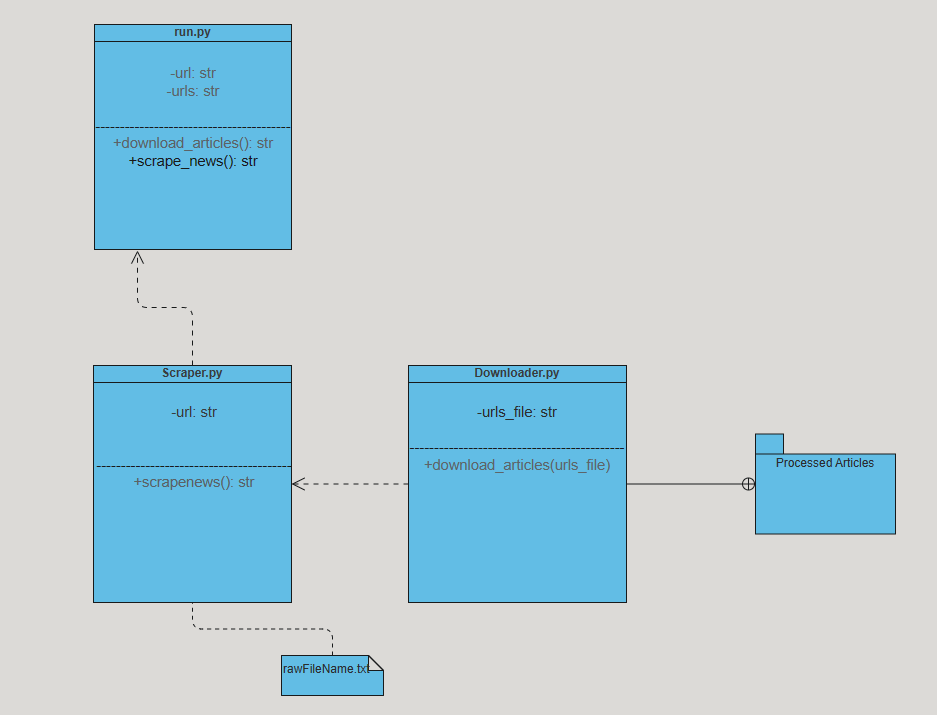 run.py
-url: str
-urls: str
+download_articles(): str
+scrape_news(): str
Scraper.py
-url: str
+scrapenews(): str
Downloader.py
-urls_file: str
+download_articles(urls_file)
Processed Articles
rawFileName.txt